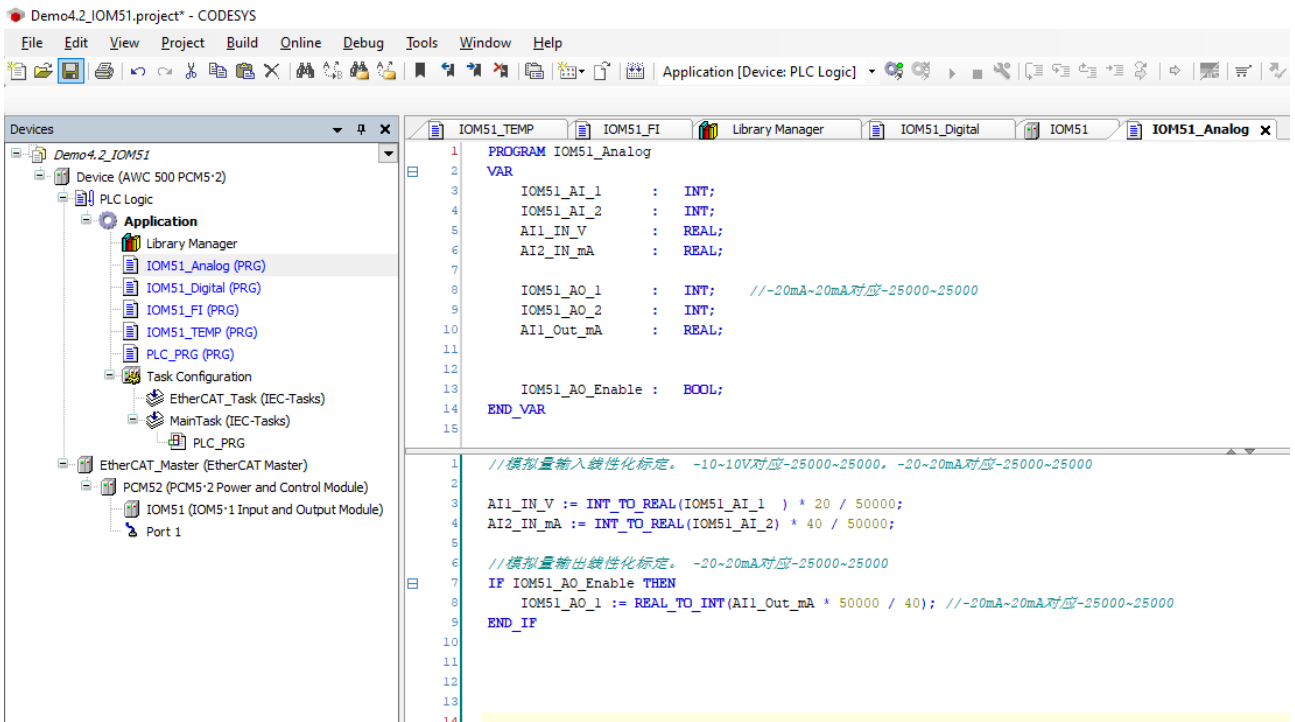 Demo4.2_IOM51.project* - CODESYS
File Edit View Project Build Online Debug Tools Window Help
Application [Device: PLC Logic]
Devices
IOM51_TEMP IOM51_FI Library Manager IOM51_Digital IOM51 IOM51_Analog
Demo4.2_IOM51
Device (AWC 500 PCM5·2)
PLC Logic
Application
Library Manager
IOM51_Analog (PRG)
IOM51_Digital (PRG)
IOM51_FI (PRG)
IOM51_TEMP (PRG)
PLC_PRG (PRG)
Task Configuration
EtherCAT_Task (IEC-Tasks)
MainTask (IEC-Tasks)
PLC_PRG
EtherCAT_Master (EtherCAT Master)
PCM52 (PCM5·2 Power and Control Module)
IOM51 (IOM5·1 Input and Output Module)
Port 1
1 PROGRAM IOM51_Analog
2 VAR
3 IOM51_AI_1 : INT;
4 IOM51_AI_2 : INT;
5 AI1_IN_V : REAL;
6 AI2_IN_mA : REAL;
7
8 IOM51_AO_1 : INT; //-20mA~20mA对应-25000~25000
9 IOM51_AO_2 : INT;
10 AI1_Out_mA : REAL;
11
12
13 IOM51_AO_Enable : BOOL;
14 END_VAR
15
1 //模拟量输入线性化标定。 -10~10V对应-25000~25000, -20~20mA对应-25000~25000
2
3 AI1_IN_V := INT_TO_REAL(IOM51_AI_1 ) * 20 / 50000;
4 AI2_IN_mA := INT_TO_REAL(IOM51_AI_2) * 40 / 50000;
5
6 //模拟量输出线性化标定。 -20~20mA对应-25000~25000
7 IF IOM51_AO_Enable THEN
8 IOM51_AO_1 := REAL_TO_INT(AI1_Out_mA * 50000 / 40); //-20mA~20mA对应-25000~25000
9 END_IF
10
11
12
13
14